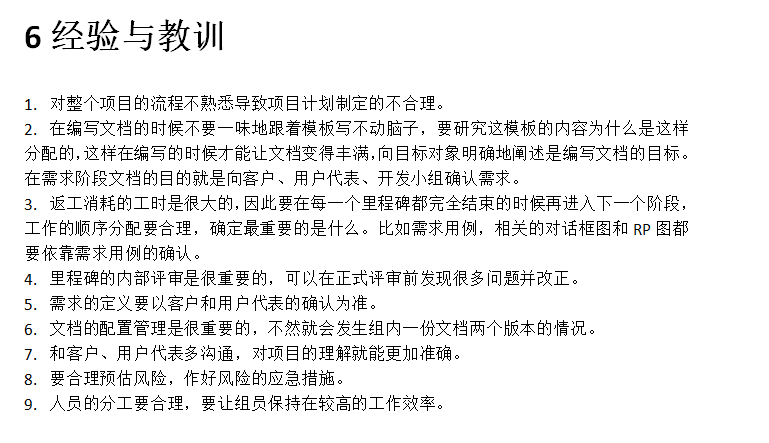 6 经验与教训
1. 对整个项目的流程不熟悉导致项目计划制定的不合理。
2. 在编写文档的时候不要一味地跟着模板写不动脑子，要研究这模板的内容为什么是这样
分配的,这样在编写的时候才能让文档变得丰满,向目标对象明确地阐述是编写文档的目标。
在需求阶段文档的目的就是向客户、用户代表、开发小组确认需求。
3. 返工消耗的工时是很大的,因此要在每一个里程碑都完全结束的时候再进入下一个阶段，
工作的顺序分配要合理，确定最重要的是什么。比如需求用例，相关的对话框图和 RP 图都
要依靠需求用例的确认。
4. 里程碑的内部评审是很重要的，可以在正式评审前发现很多问题并改正。
5. 需求的定义要以客户和用户代表的确认为准。
6. 文档的配置管理是很重要的，不然就会发生组内一份文档两个版本的情况。
7. 和客户、用户代表多沟通，对项目的理解就能更加准确。
8. 要合理预估风险，作好风险的应急措施。
9. 人员的分工要合理，要让组员保持在较高的工作效率。